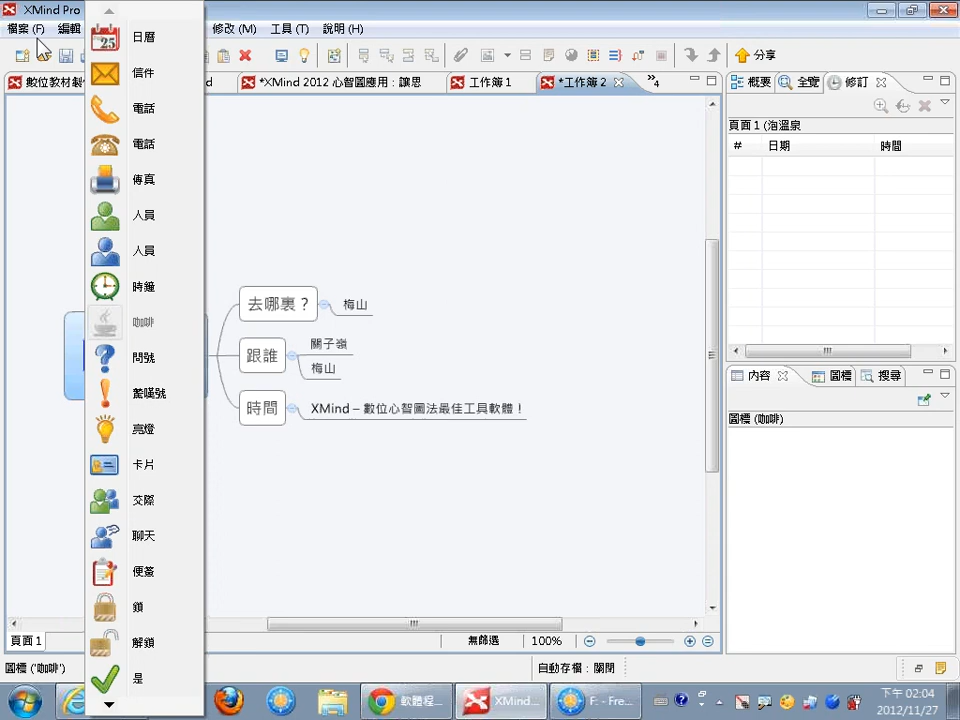 XMind Pro
檔案 (F) 編輯 修改 (M) 工具 (T) 說明 (H)
分享
數位教材製 d *XMind 2012 心智圖應用：讓思 工作簿 1 *工作簿 2 »4
概要 全覽 修訂
頁面 1 (泡溫泉
# 日期 時間
日曆
25
信件
電話
電話
傳真
人員
人員
時鐘
咖啡
問號
驚嘆號
亮燈
卡片
交際
聊天
便箋
鎖
解鎖
是
去哪裏？ 梅山
跟誰 關子嶺
梅山
時間 XMind – 數位心智圖法最佳工具軟體！
內容 圖標 搜尋
圖標 (咖啡)
頁面 1 無篩選 100%
圖標 ('咖啡') 自動存檔：關閉
軟體程... XMind... F: - Fre...
下午 02:04
2012/11/27